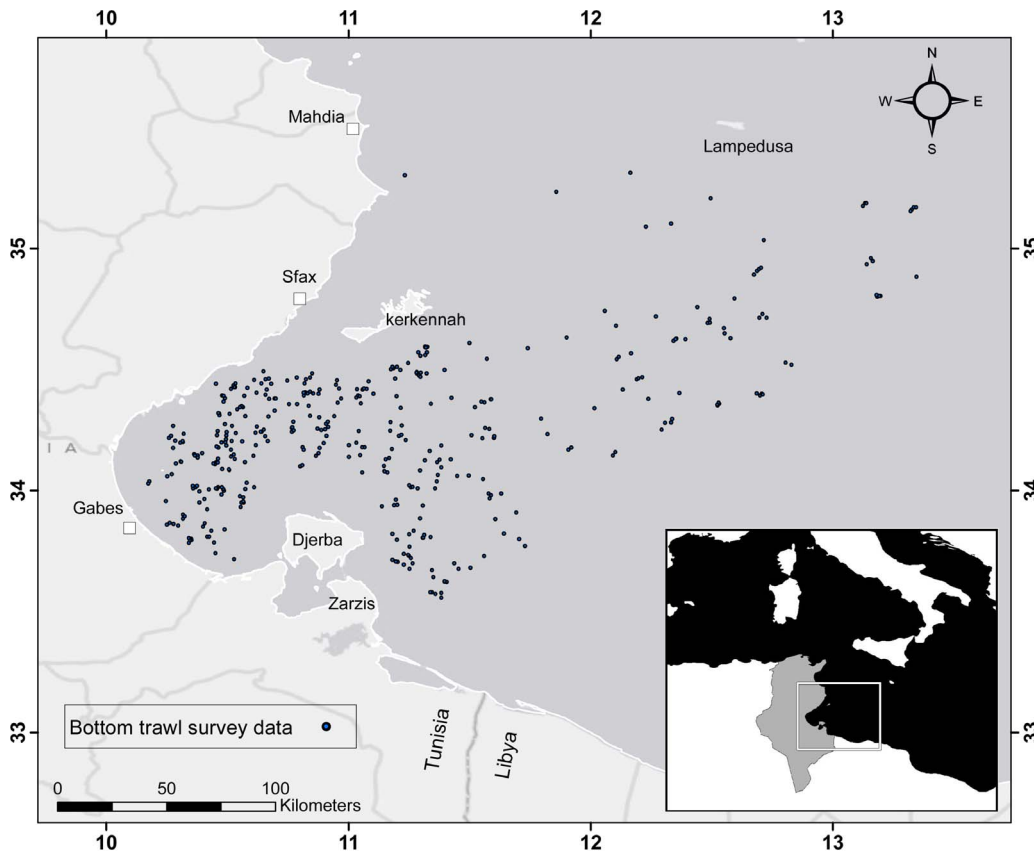 10 11 12 13
N
W E
S
Mahdia
Lampedusa
35 35
Sfax
kerkennah
I A
34 34
Gabes
Djerba
Zarzis
33 33
Bottom trawl survey data
Tunisia
Libya
0 50 100
Kilometers
10 11 12 13